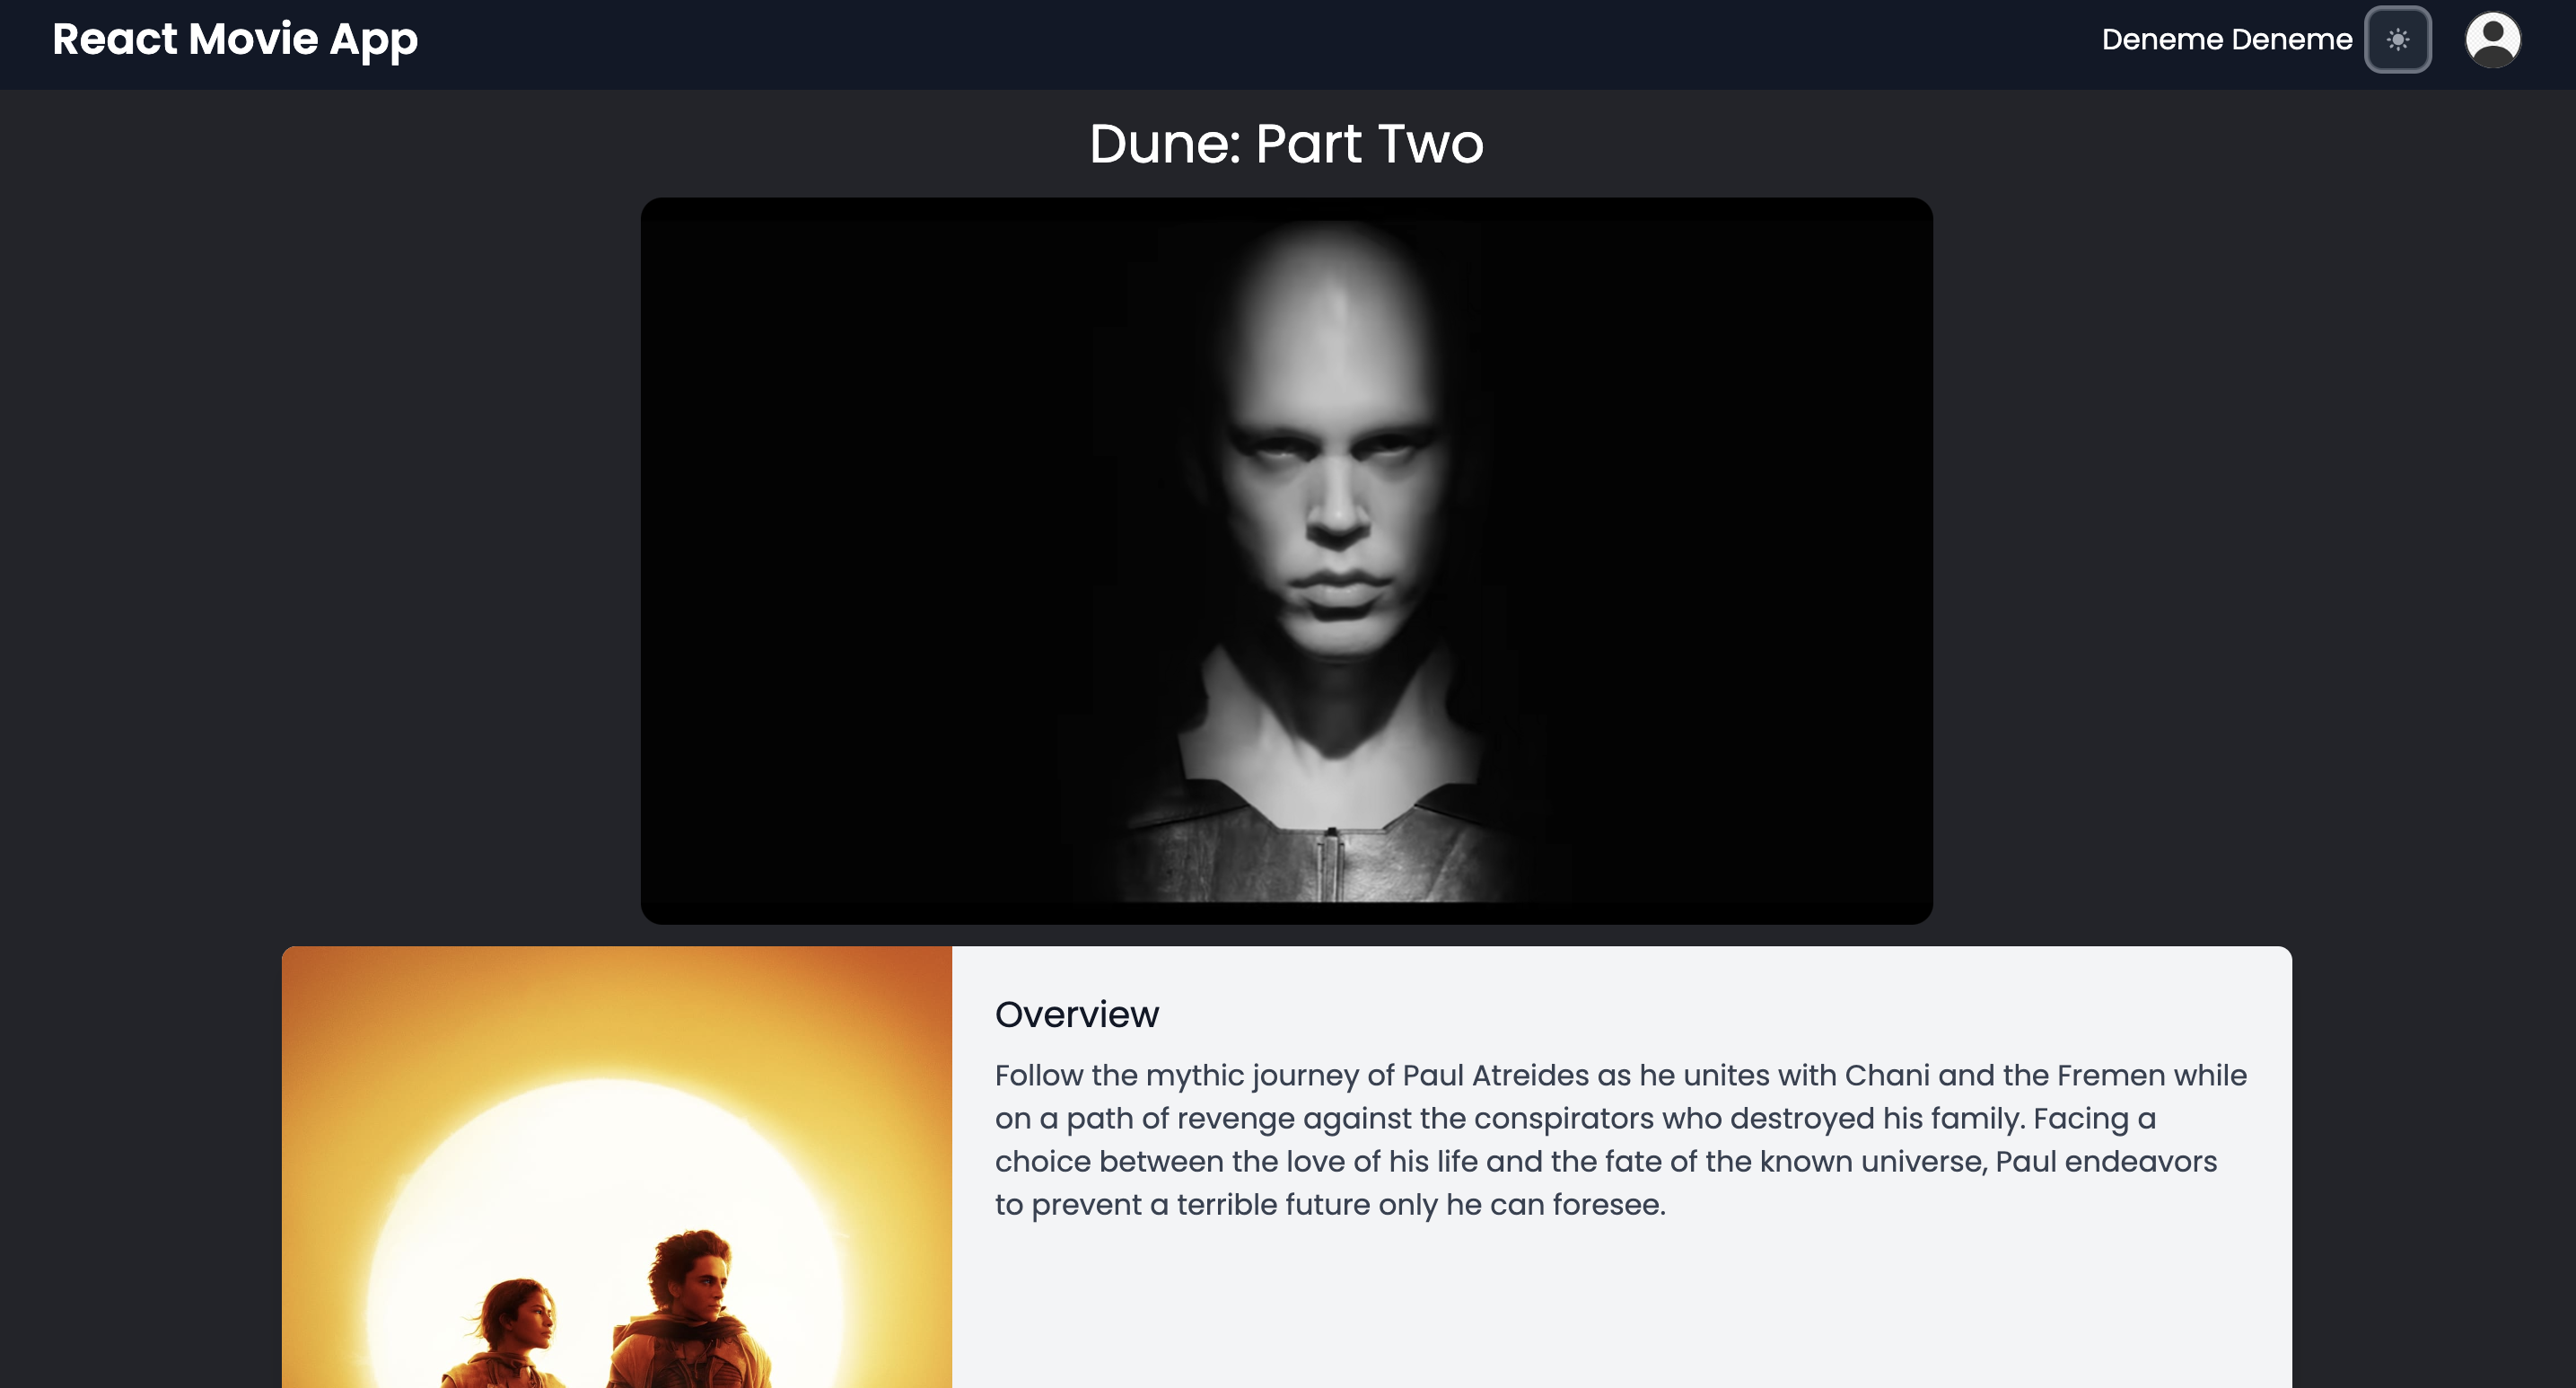 React Movie App
Deneme Deneme
Dune: Part Two
Overview
Follow the mythic journey of Paul Atreides as he unites with Chani and the Fremen while
on a path of revenge against the conspirators who destroyed his family. Facing a
choice between the love of his life and the fate of the known universe, Paul endeavors
to prevent a terrible future only he can foresee.